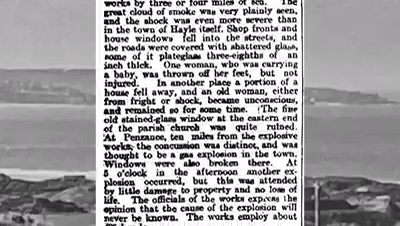 works by three or four miles of sea. The
great cloud of smoke was very plainly seen,
and the shock was even more severe than
in the town of Hayle itself. Shop fronts and
house windows fell into the streets, and
the roads were covered with shattered glass,
some of it plateglass three-eighths of an
inch thick. One woman, who was carrying
a baby, was thrown off her feet, but not
injured. In another place a portion of a
house fell away, and an old woman, either
from fright or shock, became unconscious,
and remained so for some time. The fine
old stained-glass window at the eastern end
of the parish church was quite ruined.
At Penzance, ten miles from the explosive
works, the concussion was distinct, and was
thought to be a gas explosion in the town.
Windows were also broken there. At
5 o'clock in the afternoon another ex-
plosion occurred, but this was attended
by little damage to property and no loss of
life. The officials of the works express the
opinion that the cause of the explosion will
never be known. The works employ about